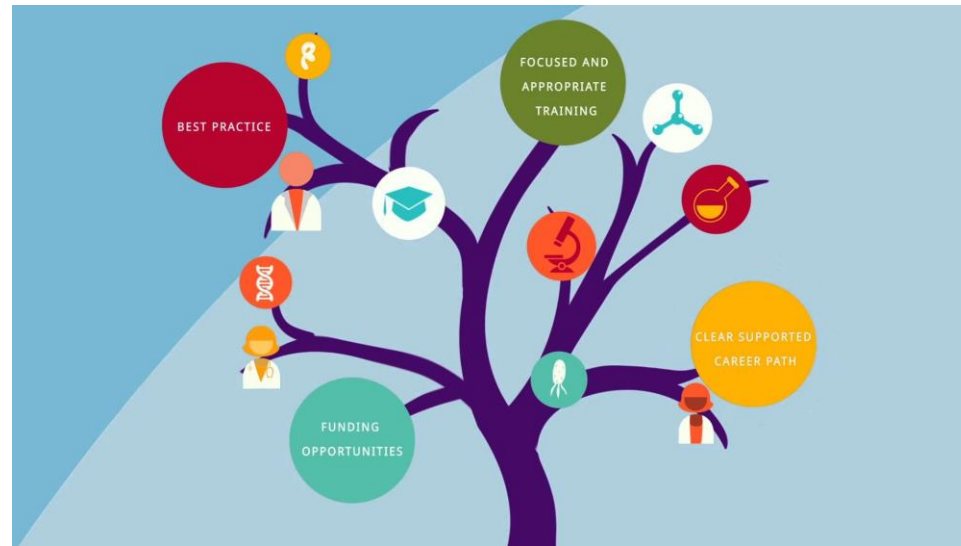 BEST PRACTICE
FOCUSED AND
APPROPRIATE
TRAINING
CLEAR SUPPORTED
CAREER PATH
FUNDING
OPPORTUNITIES